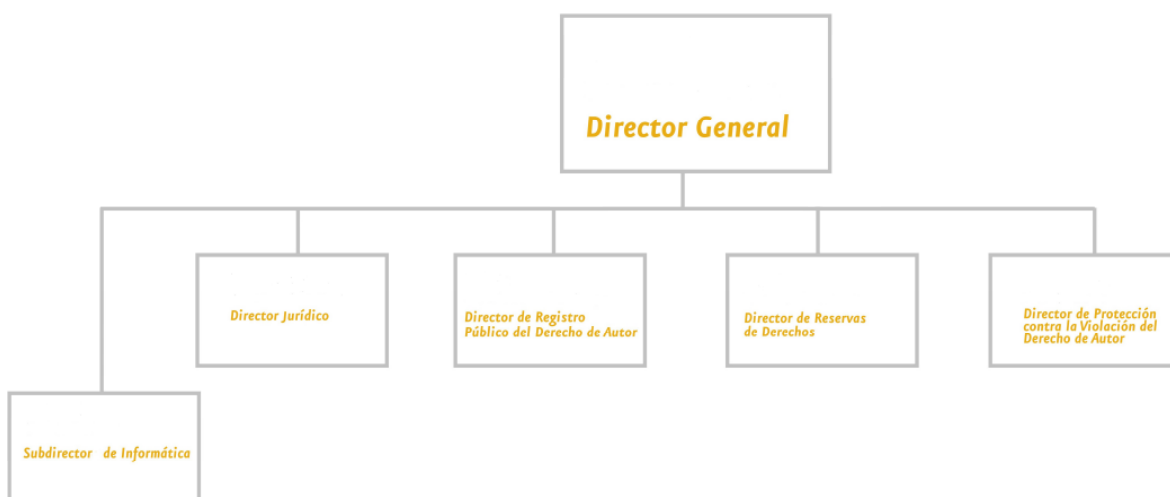 Director General
Director Jurídico
Director de Registro
Público del Derecho de Autor
Director de Reservas
de Derechos
Director de Protección
contra la Violación del
Derecho de Autor
Subdirector de Informática